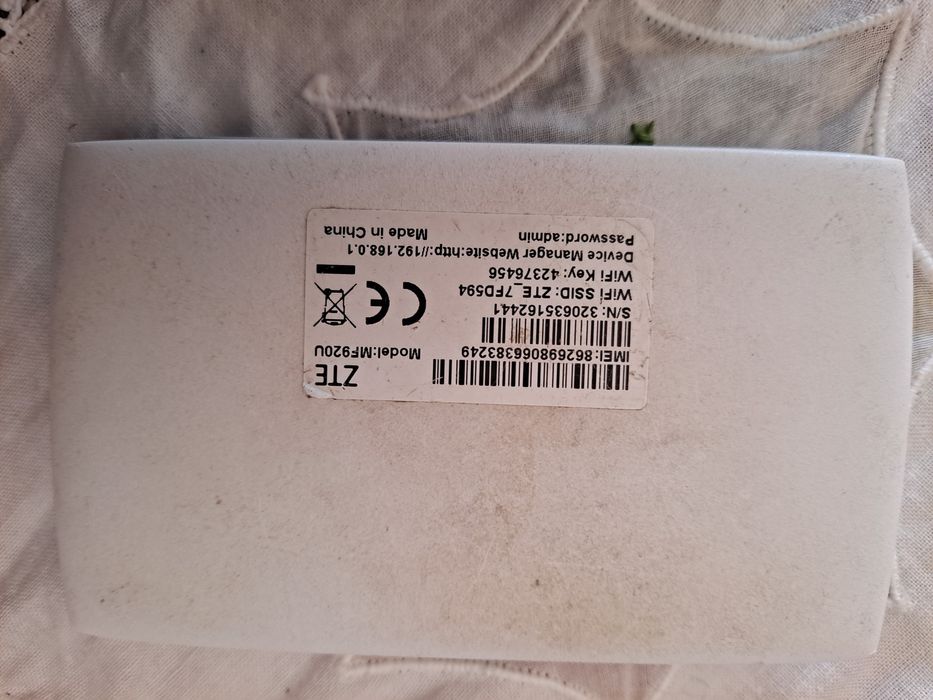 ZTE
Model:MF920U
IMEI: 862698066383249
S/N: 320635162441
WiFi SSID: ZTE_7FD594
WiFi Key: 42376456
Device Manager Website:http://192.168.0.1
Password:admin
Made in China
CE